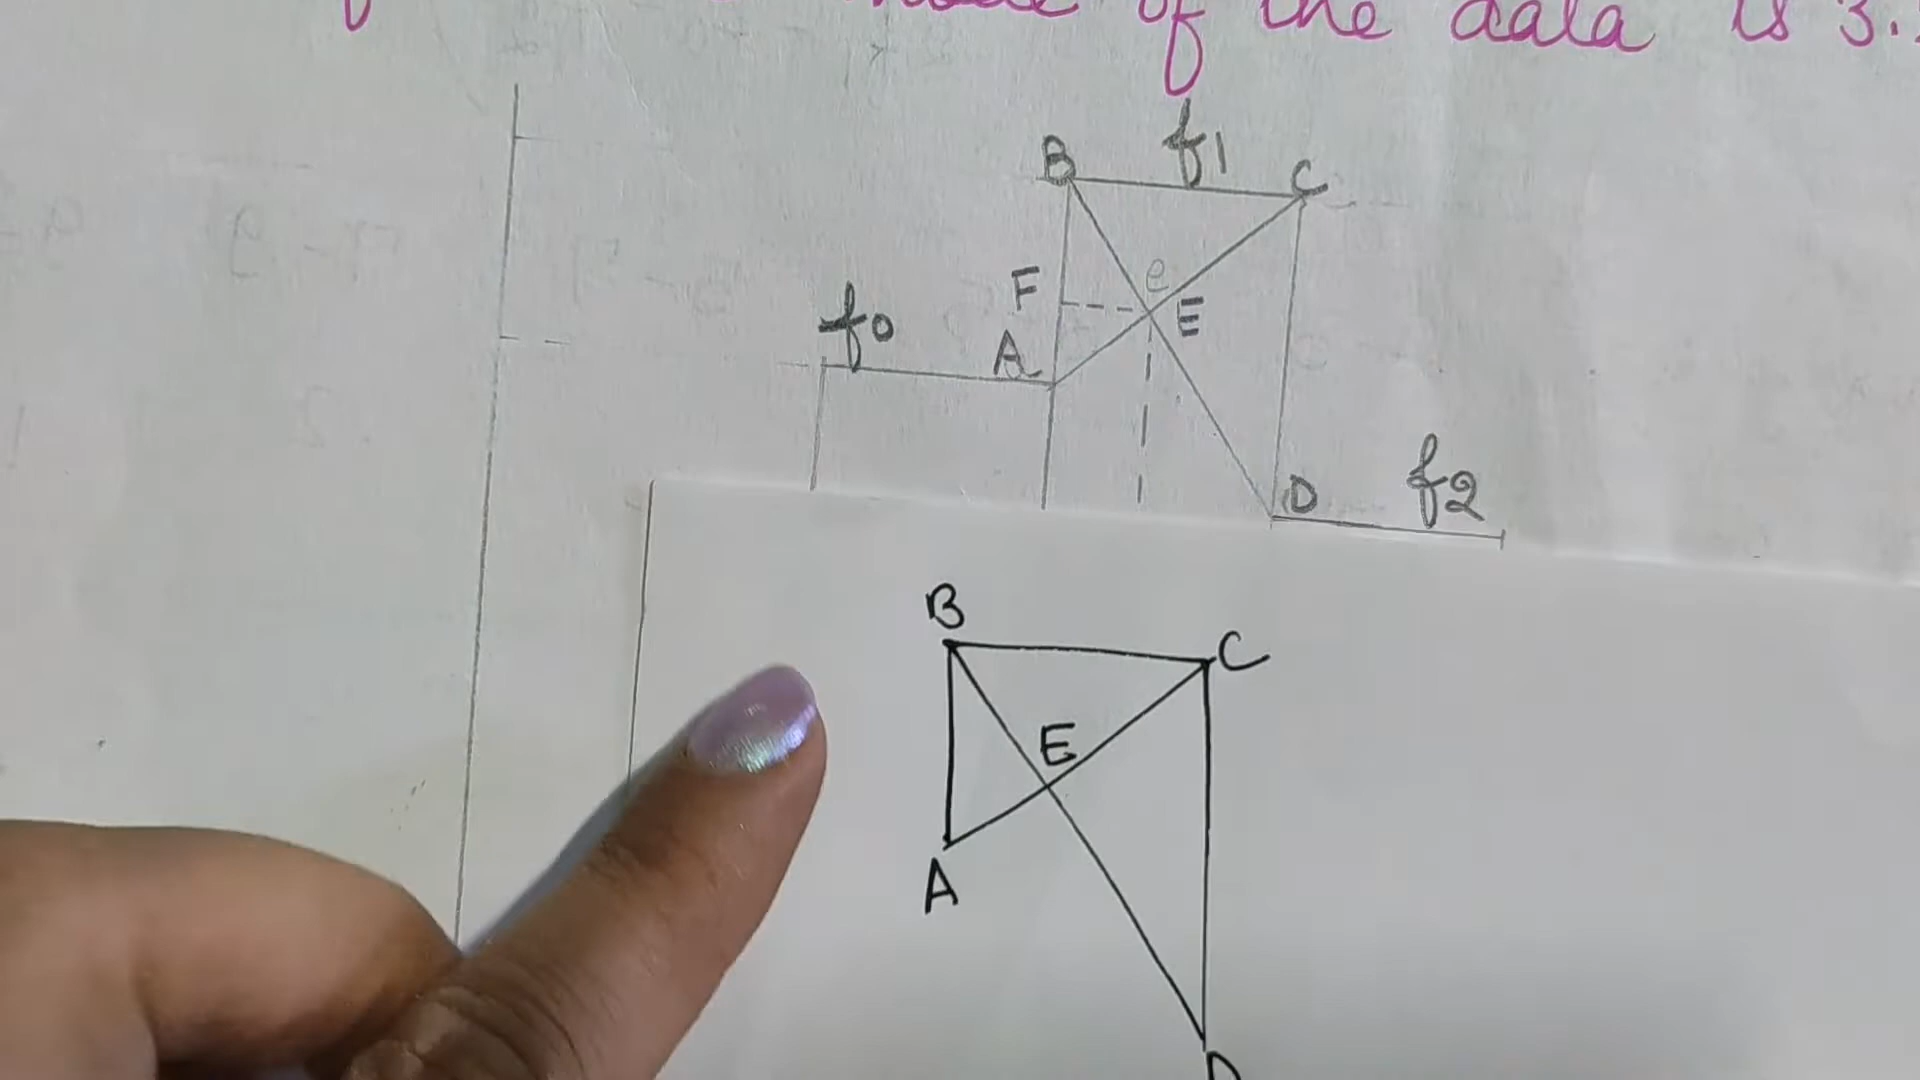 of the data is 3.
B f1 C
F e E
f0 A
D f2
B C
E
A
D